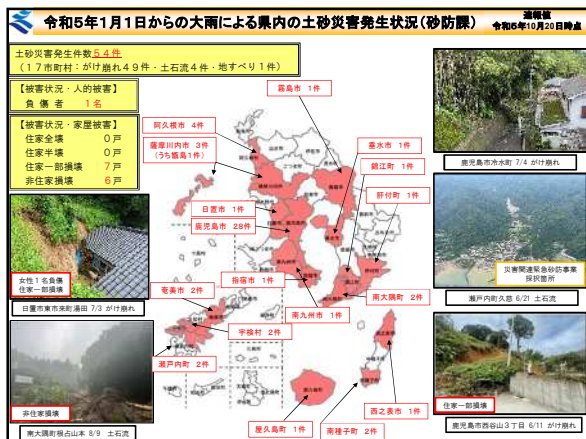 令和5年1月1日からの大雨による県内の土砂災害発生状況（砂防課）
速報値
令和5年10月20日時点
土砂災害発生件数５４件
（１７市町村：がけ崩れ４９件・土石流４件・地すべり１件）
【被害状況・人的被害】
負 傷 者　１名
【被害状況・家屋被害】
住家全壊　０戸
住家半壊　０戸
住家一部損壊　７戸
非住家損壊　６戸
霧島市　1件
阿久根市　4件
薩摩川内市　3件
（うち甑島1件）
垂水市　1件
錦江町　1件
肝付町　1件
日置市　1件
鹿児島市　28件
指宿市　1件
奄美市　2件
南大隅町　2件
南九州市　1件
宇検村　2件
瀬戸内町　2件
西之表市　1件
屋久島町　1件
南種子町　2件
鹿児島市冷水町 7/4 がけ崩れ
災害関連緊急砂防事業
採択箇所
瀬戸内町久慈 6/21 土石流
女性１名負傷
住家一部損壊
日置市東市来町湯田 7/3 がけ崩れ
非住家損壊
南大隅町根占山本 8/9 土石流
住家一部損壊
鹿児島市西谷山３丁目 6/11 がけ崩れ